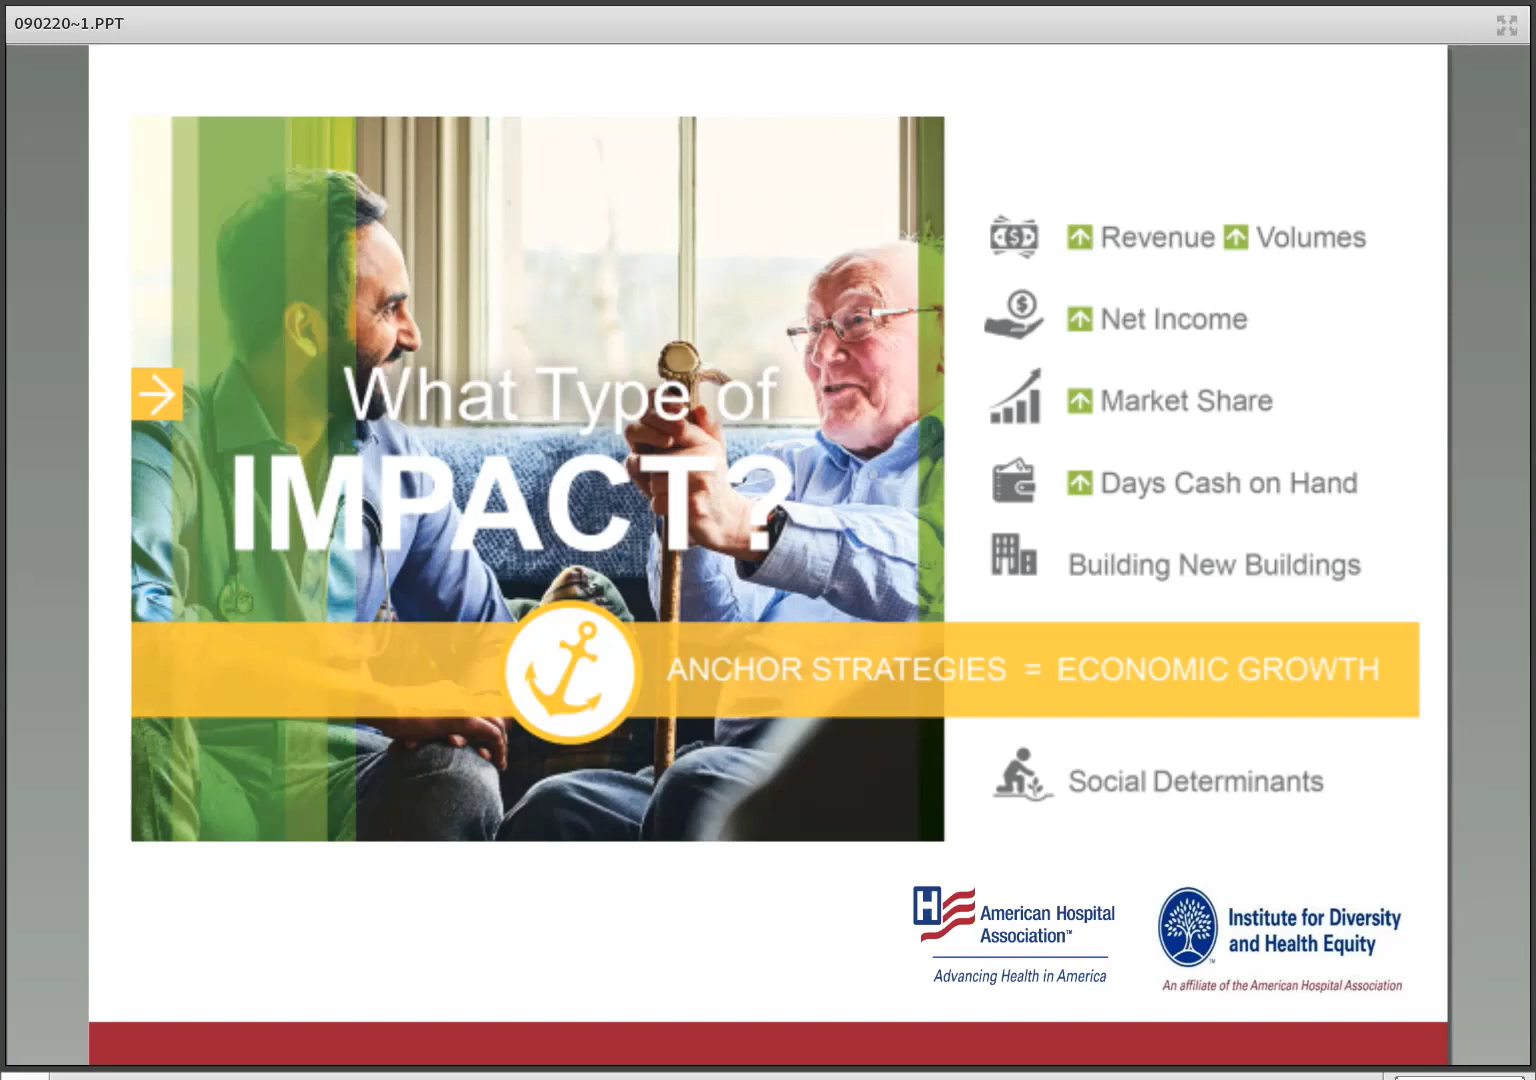 090220~1.PPT
What Type of
IMPACT?
Revenue Volumes
Net Income
Market Share
Days Cash on Hand
Building New Buildings
ANCHOR STRATEGIES = ECONOMIC GROWTH
Social Determinants
H American Hospital
Association™
Advancing Health in America
Institute for Diversity
and Health Equity
An affiliate of the American Hospital Association